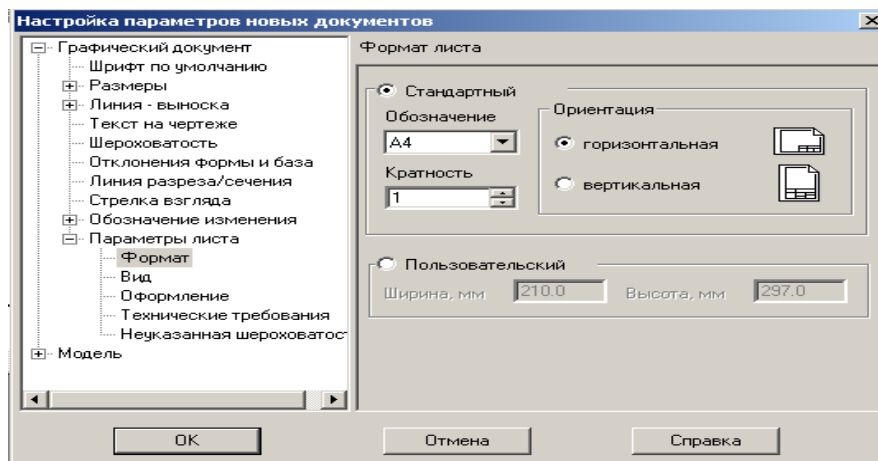 Настройка параметров новых документов
Графический документ
Шрифт по умолчанию
Размеры
Линия - выноска
Текст на чертеже
Шероховатость
Отклонения формы и база
Линия разреза/сечения
Стрелка взгляда
Обозначение изменения
Параметры листа
Формат
Вид
Оформление
Технические требования
Неуказанная шероховатос
Модель
Формат листа
Стандартный
Обозначение
A4
Кратность
1
Ориентация
горизонтальная
вертикальная
Пользовательский
Ширина, мм 210.0 Высота, мм 297.0
OK Отмена Справка